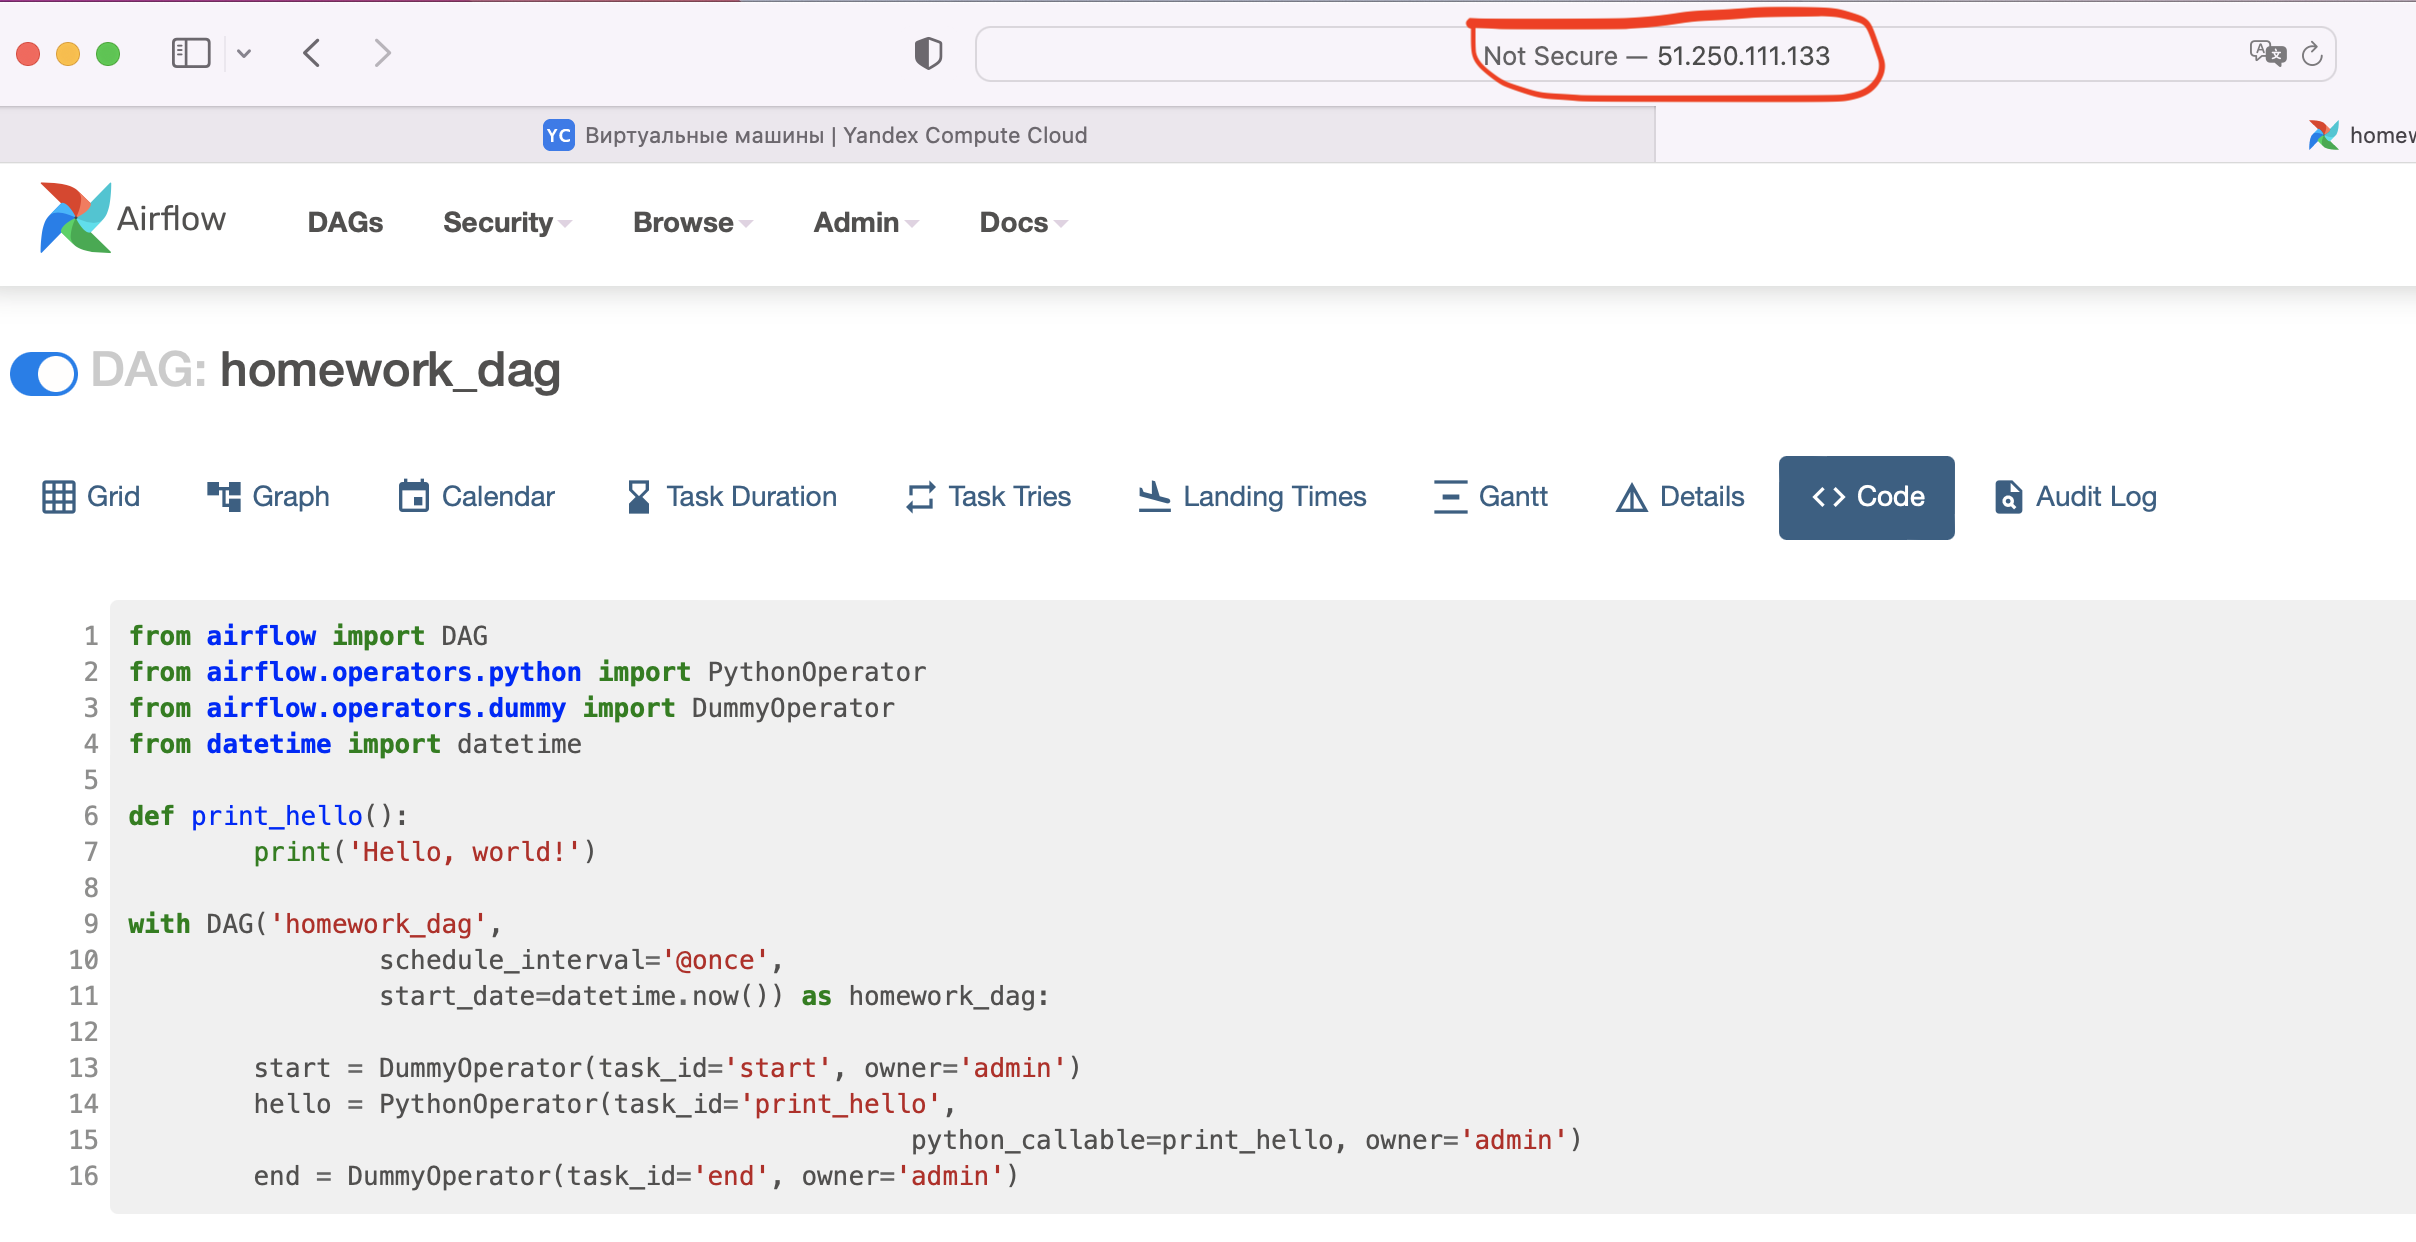 Not Secure — 51.250.111.133
YC Виртуальные машины | Yandex Compute Cloud
Airflow DAGs Security Browse Admin Docs
DAG: homework_dag
Grid Graph Calendar Task Duration Task Tries Landing Times Gantt Details <> Code Audit Log
1 from airflow import DAG
2 from airflow.operators.python import PythonOperator
3 from airflow.operators.dummy import DummyOperator
4 from datetime import datetime
5
6 def print_hello():
7         print('Hello, world!')
8
9 with DAG('homework_dag',
10                 schedule_interval='@once',
11                 start_date=datetime.now()) as homework_dag:
12
13         start = DummyOperator(task_id='start', owner='admin')
14         hello = PythonOperator(task_id='print_hello',
15                                                   python_callable=print_hello, owner='admin')
16         end = DummyOperator(task_id='end', owner='admin')